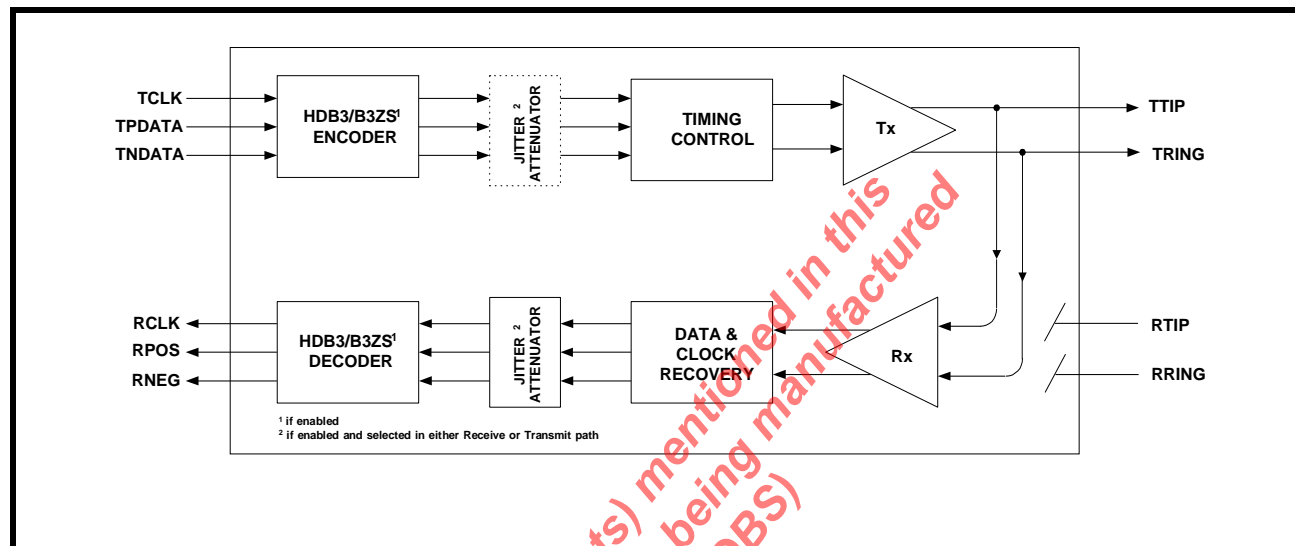 TCLK
TPDATA
TNDATA
HDB3/B3ZS1
ENCODER
JITTER 2
ATTENUATOR
TIMING
CONTROL
Tx
TTIP
TRING
RCLK
RPOS
RNEG
HDB3/B3ZS1
DECODER
JITTER 2
ATTENUATOR
DATA &
CLOCK
RECOVERY
Rx
RTIP
RRING
1 if enabled
2 if enabled and selected in either Receive or Transmit path
ts) mentioned in this
being manufactured
OBS)